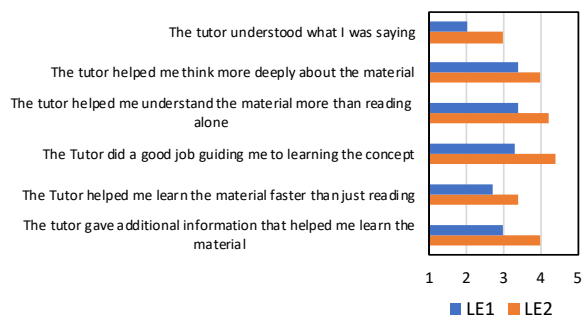 The tutor understood what I was saying
The tutor helped me think more deeply about the material
The tutor helped me understand the material more than reading
alone
The Tutor did a good job guiding me to learning the concept
The Tutor helped me learn the material faster than just reading
The tutor gave additional information that helped me learn the
material
1 2 3 4 5
LE1 LE2